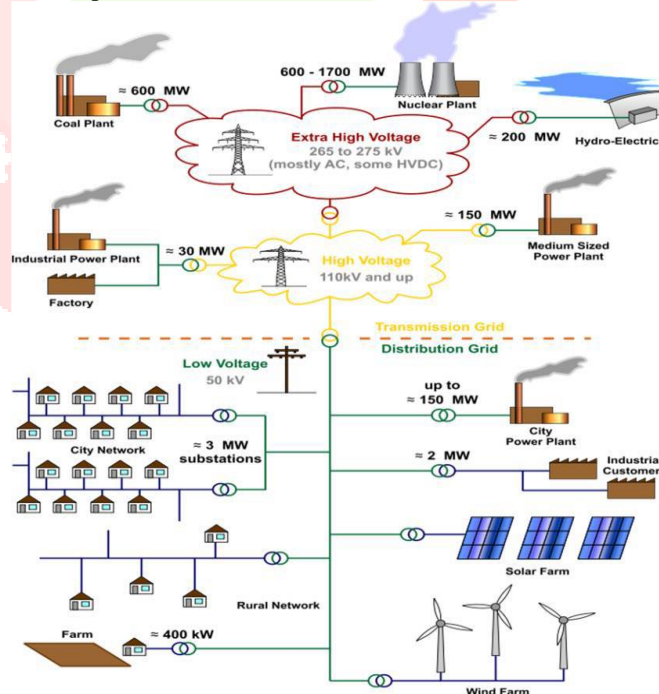 ≈ 600 MW
600 - 1700 MW
Coal Plant
Nuclear Plant
Extra High Voltage
265 to 275 kV
(mostly AC, some HVDC)
≈ 200 MW
Hydro-Electric
≈ 150 MW
Industrial Power Plant
≈ 30 MW
High Voltage
110kV and up
Medium Sized
Power Plant
Factory
Transmission Grid
Distribution Grid
Low Voltage
50 kV
up to
≈ 150 MW
City
Power Plant
City Network
≈ 3 MW
substations
≈ 2 MW
Industrial
Customer
Solar Farm
Rural Network
Farm
≈ 400 kW
Wind Farm